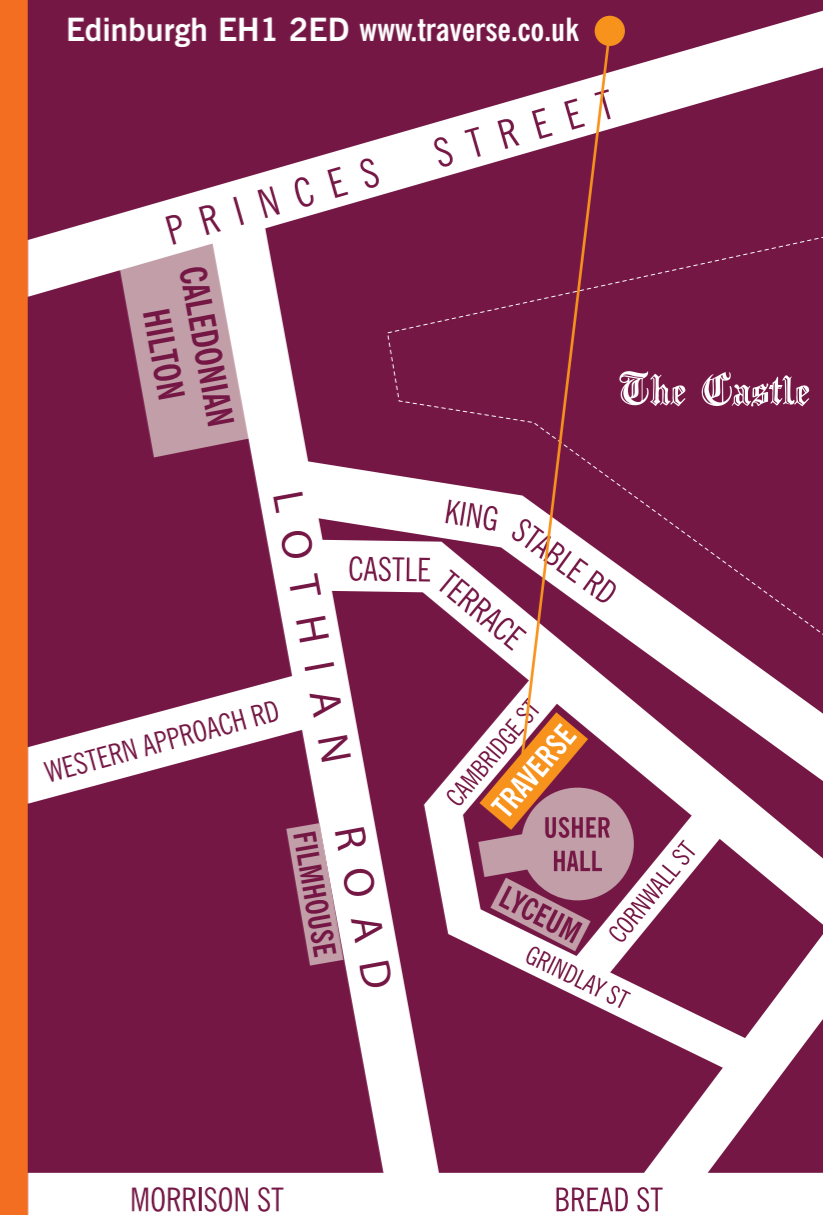 Edinburgh EH1 2ED www.traverse.co.uk
PRINCES STREET
CALEDONIAN
HILTON
The Castle
KING STABLE RD
LOTHIAN ROAD
CASTLE TERRACE
WESTERN APPROACH RD
CAMBRIDGE ST
TRAVERSE
USHER
HALL
FILMHOUSE
LYCEUM
CORNWALL ST
GRINDLAY ST
MORRISON ST
BREAD ST